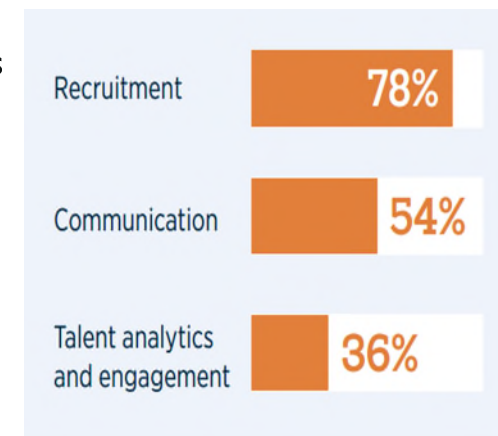 s
Recruitment
78%
Communication
54%
Talent analytics
and engagement
36%